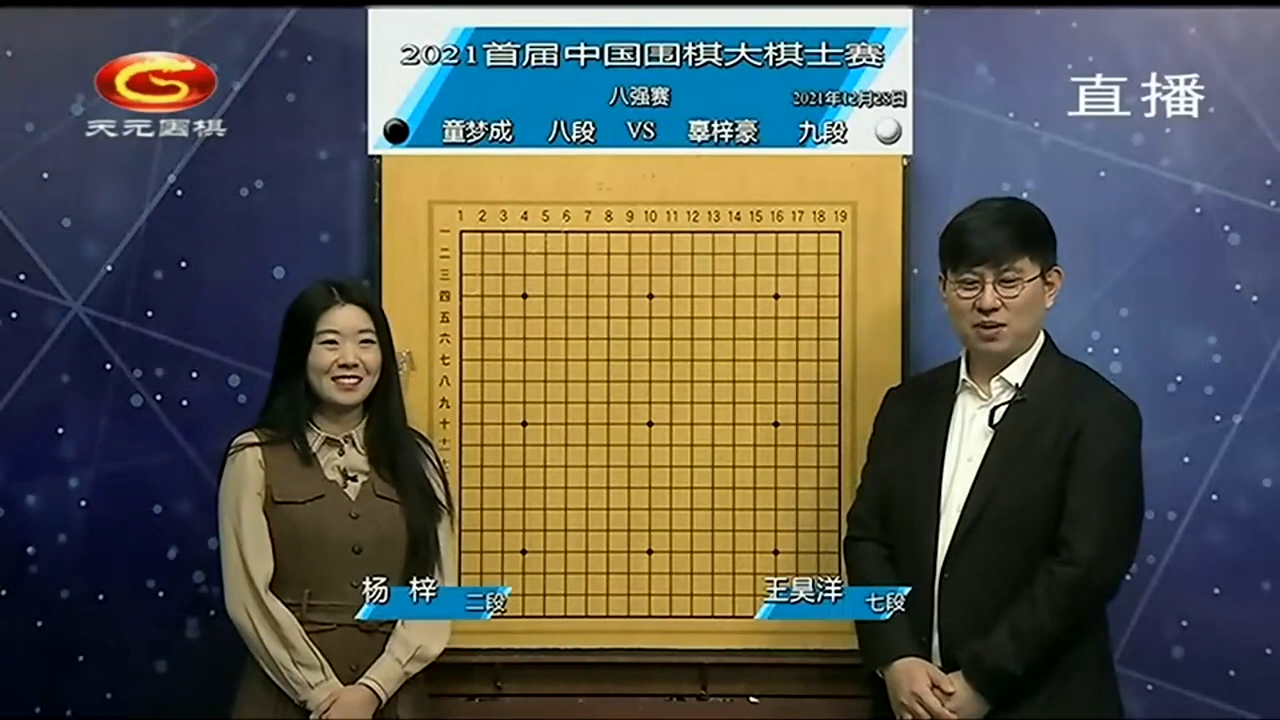 2021首届中国围棋大棋士赛
八强赛
2021年12月28日
童梦成 八段 VS 辜梓豪 九段
天元围棋
直播
1 2 3 4 5 6 7 8 9 10 11 12 13 14 15 16 17 18 19
一
二
三
四
五
六
七
八
九
十
杨 梓 二段
王昊洋 七段